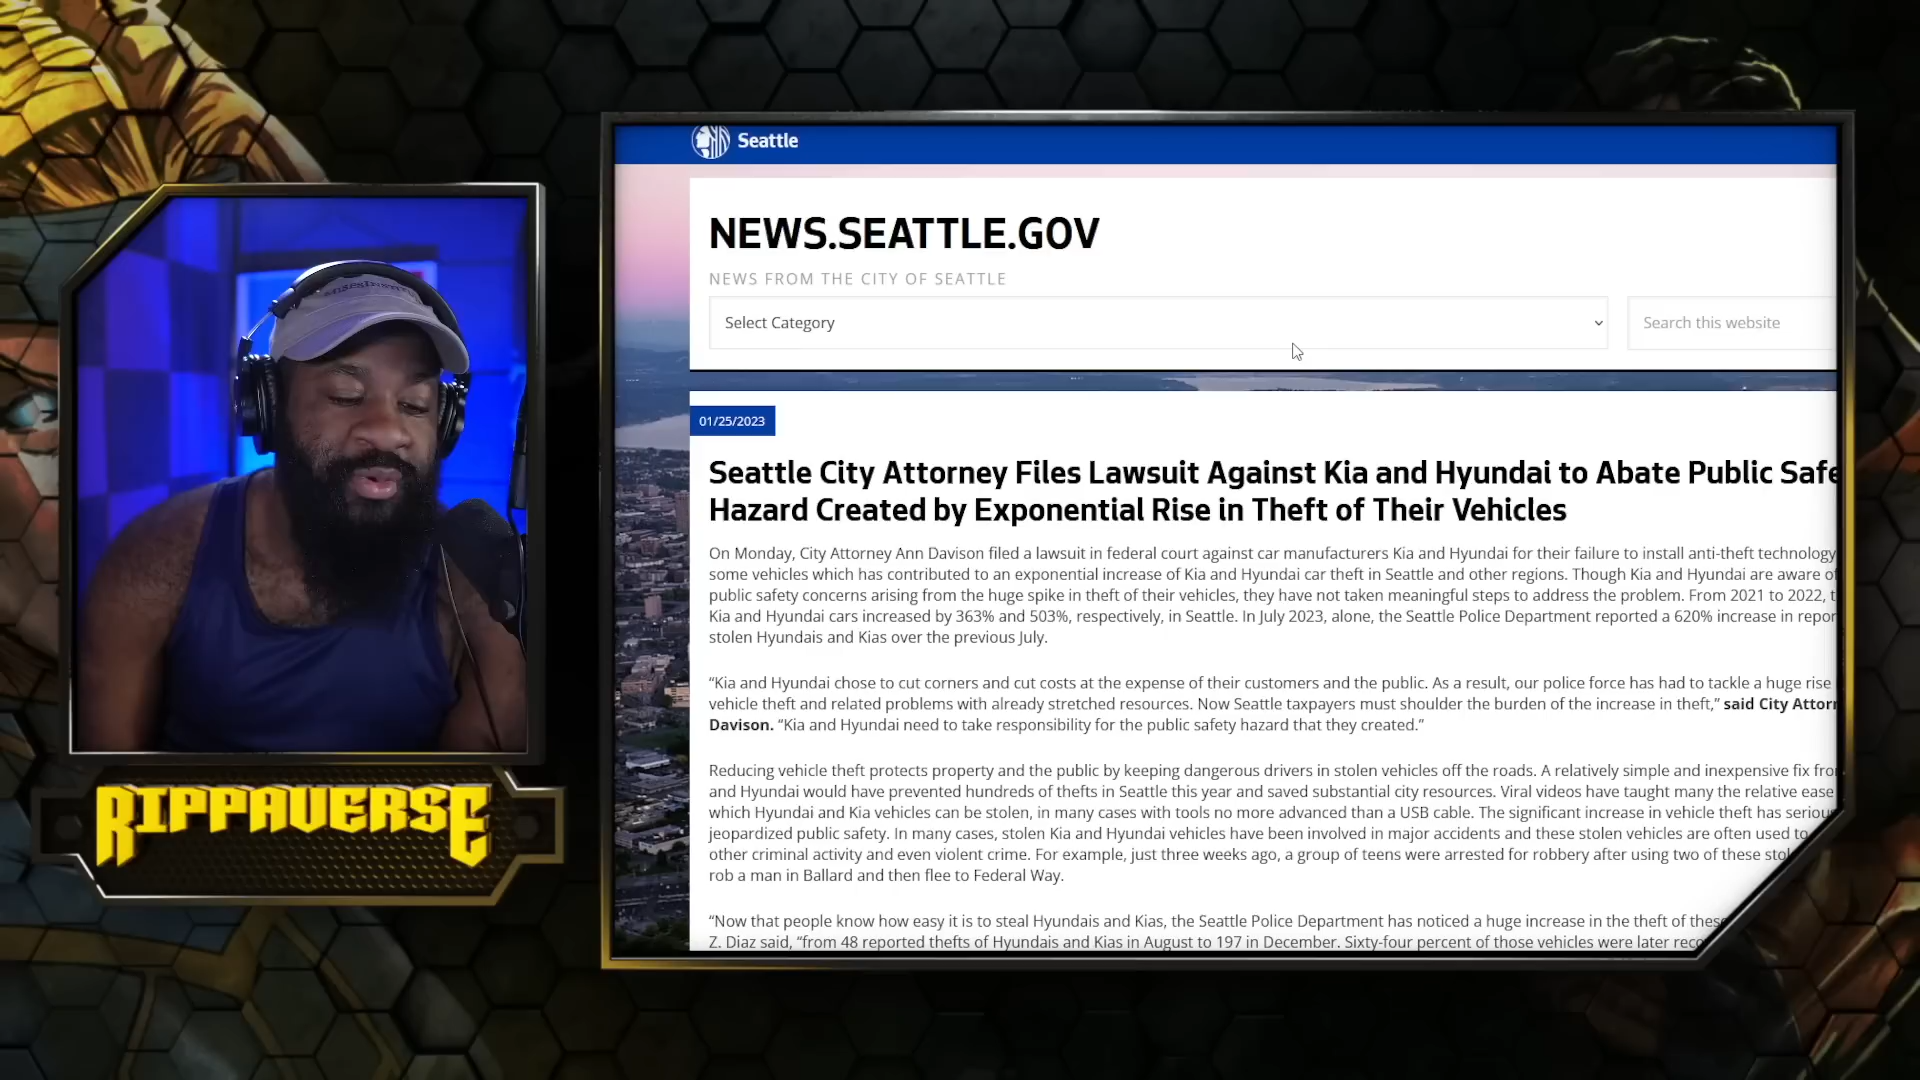 Seattle
NEWS.SEATTLE.GOV
NEWS FROM THE CITY OF SEATTLE
Select Category
Search this website
01/25/2023
Seattle City Attorney Files Lawsuit Against Kia and Hyundai to Abate Public Safe
Hazard Created by Exponential Rise in Theft of Their Vehicles
On Monday, City Attorney Ann Davison filed a lawsuit in federal court against car manufacturers Kia and Hyundai for their failure to install anti-theft technology
some vehicles which has contributed to an exponential increase of Kia and Hyundai car theft in Seattle and other regions. Though Kia and Hyundai are aware of
public safety concerns arising from the huge spike in theft of their vehicles, they have not taken meaningful steps to address the problem. From 2021 to 2022, t
Kia and Hyundai cars increased by 363% and 503%, respectively, in Seattle. In July 2023, alone, the Seattle Police Department reported a 620% increase in repor
stolen Hyundais and Kias over the previous July.
“Kia and Hyundai chose to cut corners and cut costs at the expense of their customers and the public. As a result, our police force has had to tackle a huge rise
vehicle theft and related problems with already stretched resources. Now Seattle taxpayers must shoulder the burden of the increase in theft,” said City Attor
Davison. “Kia and Hyundai need to take responsibility for the public safety hazard that they created.”
Reducing vehicle theft protects property and the public by keeping dangerous drivers in stolen vehicles off the roads. A relatively simple and inexpensive fix fro
and Hyundai would have prevented hundreds of thefts in Seattle this year and saved substantial city resources. Viral videos have taught many the relative ease
which Hyundai and Kia vehicles can be stolen, in many cases with tools no more advanced than a USB cable. The significant increase in vehicle theft has seriou
jeopardized public safety. In many cases, stolen Kia and Hyundai vehicles have been involved in major accidents and these stolen vehicles are often used to
other criminal activity and even violent crime. For example, just three weeks ago, a group of teens were arrested for robbery after using two of these stol
rob a man in Ballard and then flee to Federal Way.
“Now that people know how easy it is to steal Hyundais and Kias, the Seattle Police Department has noticed a huge increase in the theft of these
Z. Diaz said, “from 48 reported thefts of Hyundais and Kias in August to 197 in December. Sixty-four percent of those vehicles were later reco
RIPPAVERSE